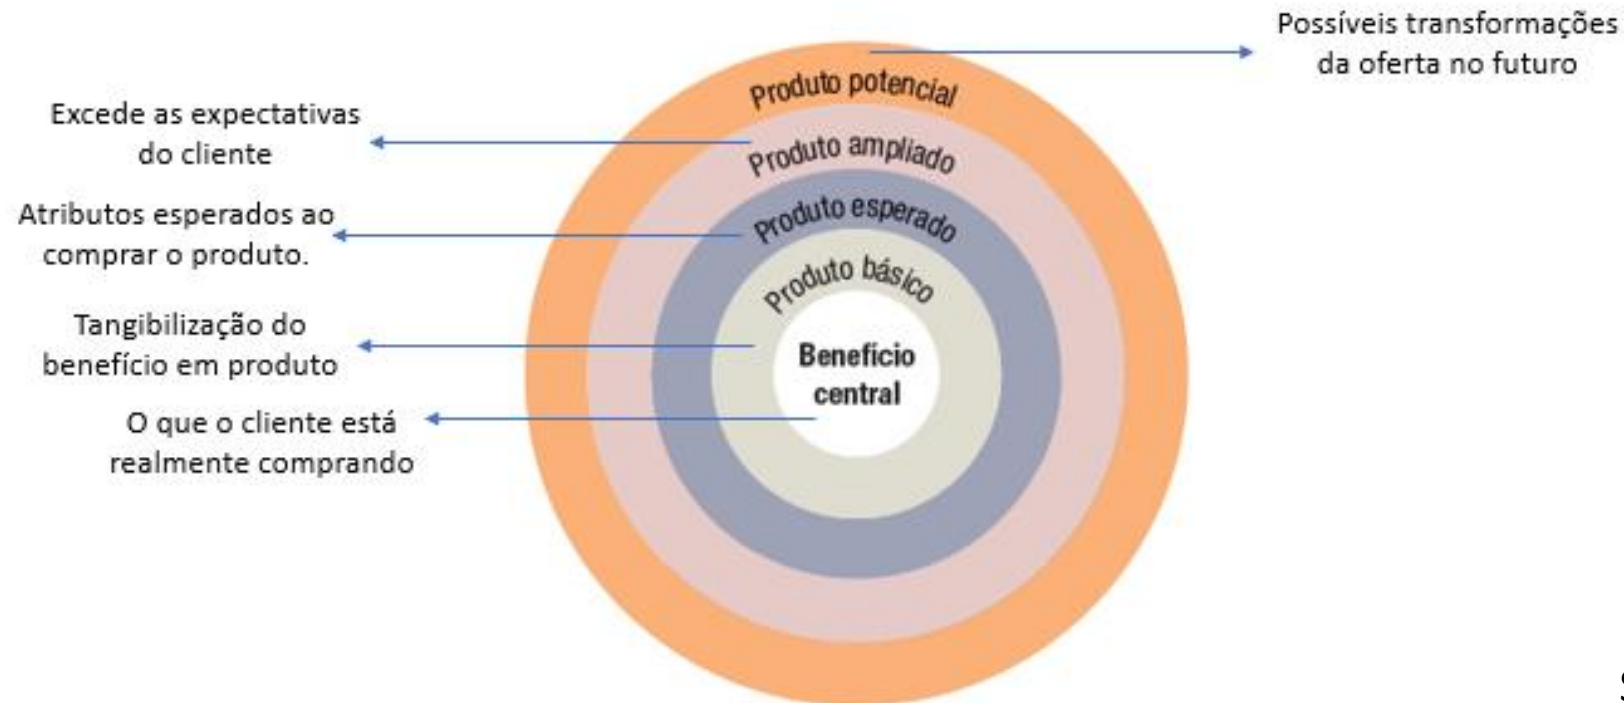 Possíveis transformações
da oferta no futuro
Produto potencial
Excede as expectativas
do cliente
Produto ampliado
Atributos esperados ao
comprar o produto.
Produto esperado
Tangibilização do
benefício em produto
Produto básico
O que o cliente está
realmente comprando
Benefício
central